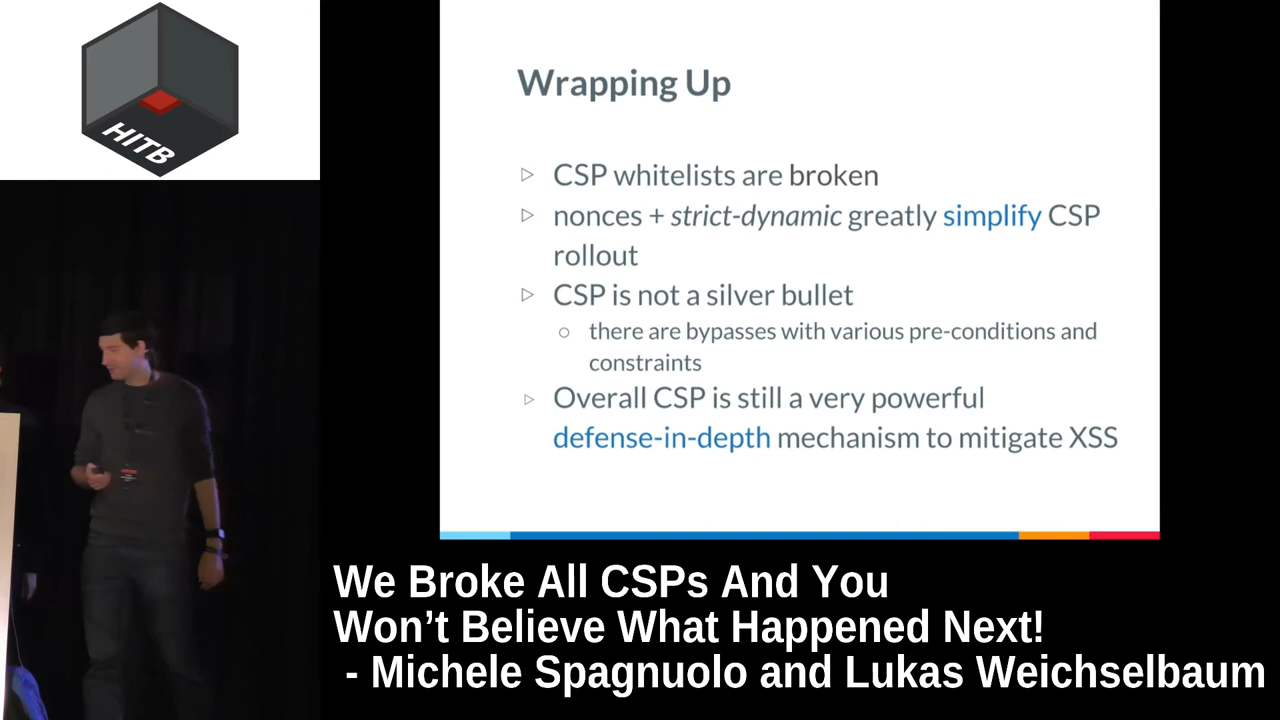 HITB
Wrapping Up
▷ CSP whitelists are broken
▷ nonces + strict-dynamic greatly simplify CSP
rollout
▷ CSP is not a silver bullet
○ there are bypasses with various pre-conditions and
constraints
▷ Overall CSP is still a very powerful
defense-in-depth mechanism to mitigate XSS
We Broke All CSPs And You
Won’t Believe What Happened Next!
- Michele Spagnuolo and Lukas Weichselbaum